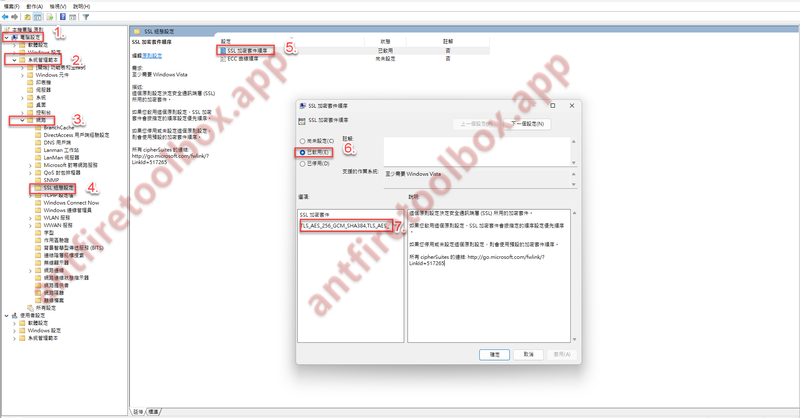 檔案(F) 動作(A) 檢視(V) 說明(H)
本機電腦 原則
1.
電腦設定
軟體設定
Windows 設定
2.
系統管理範本
Windows 元件
印表機
伺服器
系統
桌面
控制台
3.
網路
BranchCache
DirectAccess 用戶端經驗設定
DNS 用戶端
Lanman 工作站
LanMan 伺服器
Microsoft 對等網路服務
QoS 封包排程器
SNMP
4.
SSL 組態設定
TCPIP 設定值
Windows Connect Now
Windows 連線管理員
WLAN 服務
WWAN 服務
字型
作用區驗證
背景智慧型傳送服務 (BITS)
無線顯示器
網路連線
網路連線狀態指示器
網路提供者
網路隔離
離線檔案
所有設定
使用者設定
軟體設定
Windows 設定
系統管理範本
SSL 組態設定
SSL 加密套件順序
編輯原則設定
需求:
至少需要 Windows Vista
描述:
這個原則設定決定安全通訊端層 (SSL)
所用的加密套件。
如果您啟用這個原則設定，SSL 加密
套件會依指定的順序設定優先順序。
如果您停用或未設定這個原則設定，
則會使用預設的加密套件順序。
所有 cipherSuites 的連結:
http://go.microsoft.com/fwlink/?
LinkId=517265
設定 狀態 註解
5.
SSL 加密套件順序 已啟用 否
ECC 曲線順序 尚未設定 否
延伸 標準
SSL 加密套件順序
SSL 加密套件順序
上一個設定(P) 下一個設定(N)
尚未設定(C) 註解:
6.
已啟用(E)
已停用(D)
支援的作業系統: 至少需要 Windows Vista
選項: 說明:
SSL 加密套件
7.
TLS_AES_256_GCM_SHA384,TLS_AES_
這個原則設定決定安全通訊端層 (SSL) 所用的加密套件。
如果您啟用這個原則設定，SSL 加密套件會依指定的順序設定優先順序
。
如果您停用或未設定這個原則設定，則會使用預設的加密套件順序。
所有 cipherSuites 的連結: http://go.microsoft.com/fwlink/?
LinkId=517265
確定 取消 套用(A)
antfiretoolbox.app
antfiretoolbox.app